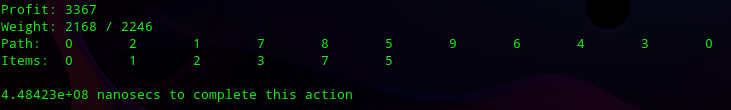 Profit: 3367
Weight: 2168 / 2246
Path: 0 2 1 7 8 5 9 6 4 3 0
Items: 0 1 2 3 7 5
4.48423e+08 nanosecs to complete this action